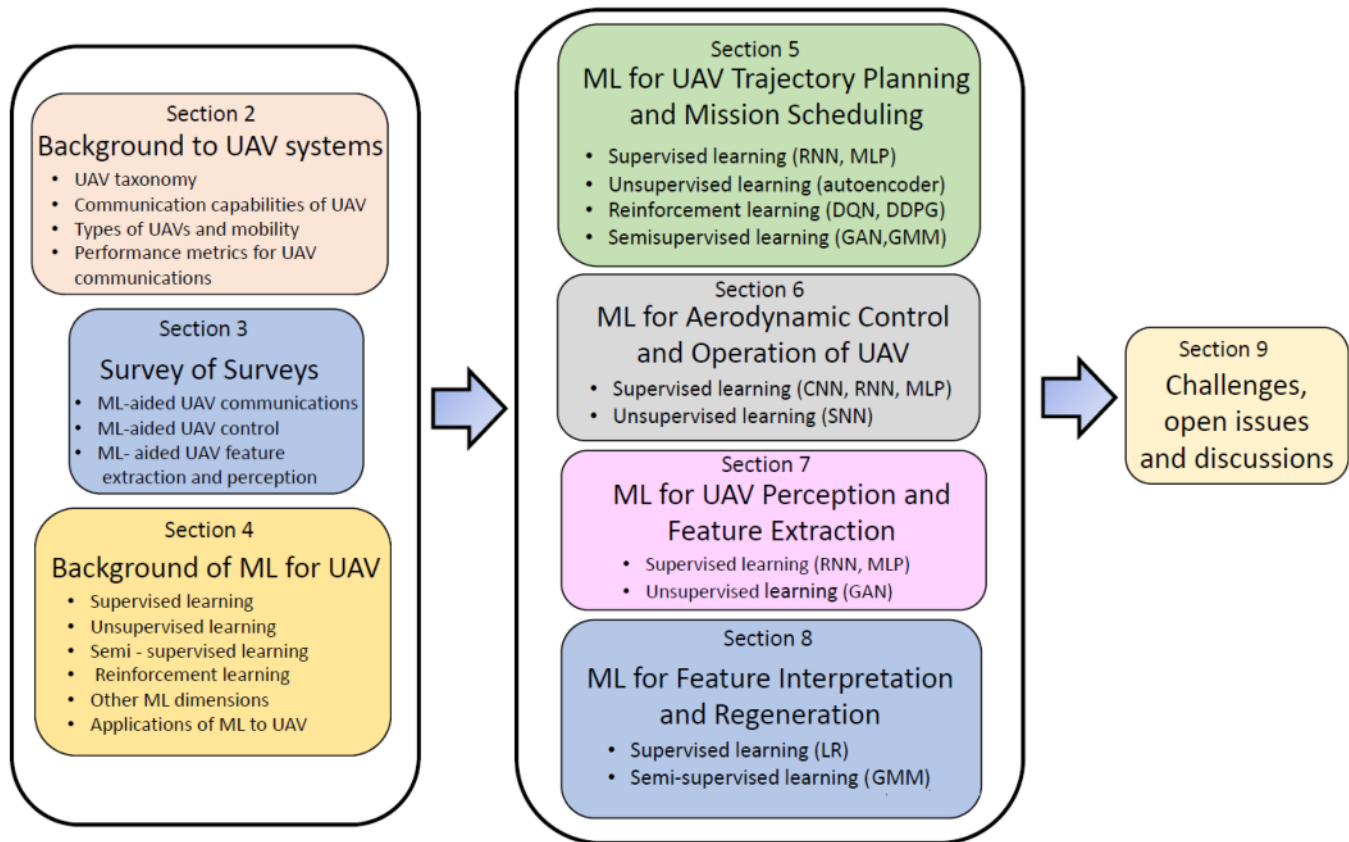 Section 2
Background to UAV systems
• UAV taxonomy
• Communication capabilities of UAV
• Types of UAVs and mobility
• Performance metrics for UAV
communications
Section 3
Survey of Surveys
• ML-aided UAV communications
• ML-aided UAV control
• ML- aided UAV feature
extraction and perception
Section 4
Background of ML for UAV
• Supervised learning
• Unsupervised learning
• Semi - supervised learning
• Reinforcement learning
• Other ML dimensions
• Applications of ML to UAV
Section 5
ML for UAV Trajectory Planning
and Mission Scheduling
• Supervised learning (RNN, MLP)
• Unsupervised learning (autoencoder)
• Reinforcement learning (DQN, DDPG)
• Semisupervised learning (GAN,GMM)
Section 6
ML for Aerodynamic Control
and Operation of UAV
• Supervised learning (CNN, RNN, MLP)
• Unsupervised learning (SNN)
Section 7
ML for UAV Perception and
Feature Extraction
• Supervised learning (RNN, MLP)
• Unsupervised learning (GAN)
Section 8
ML for Feature Interpretation
and Regeneration
• Supervised learning (LR)
• Semi-supervised learning (GMM)
Section 9
Challenges,
open issues
and discussions